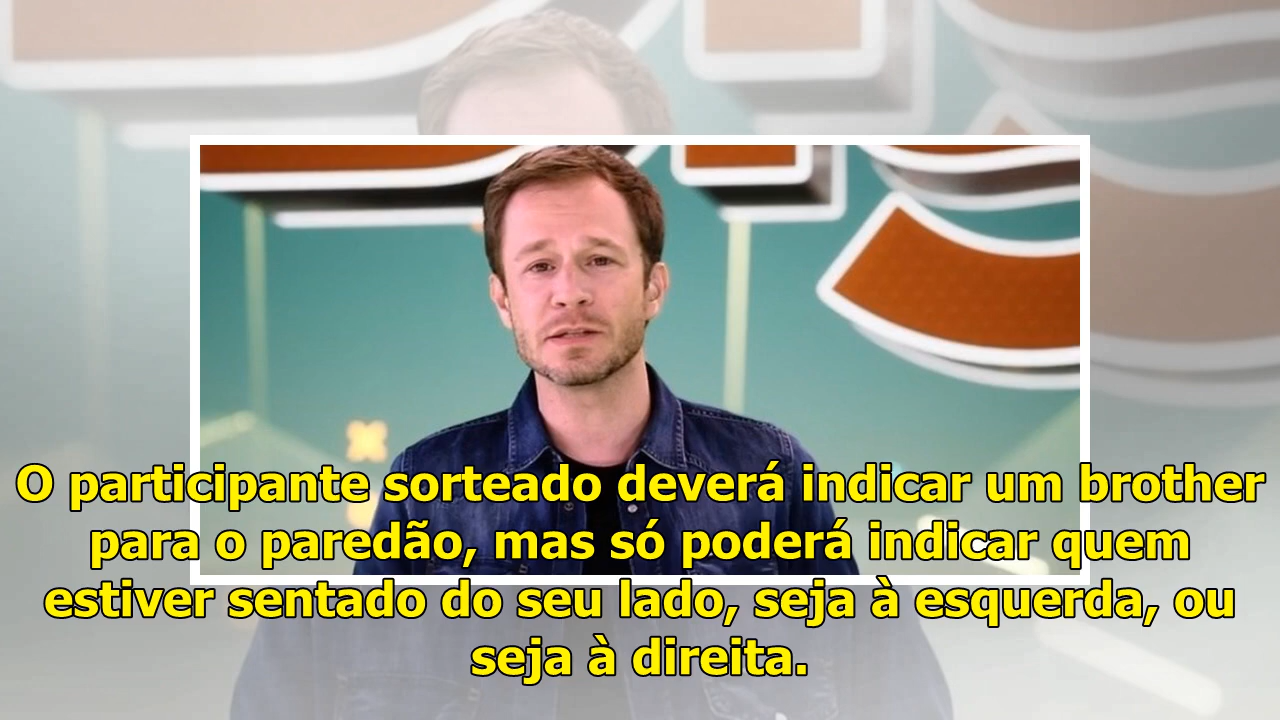 O participante sorteado deverá indicar um brother
para o paredão, mas só poderá indicar quem
estiver sentado do seu lado, seja à esquerda, ou
seja à direita.